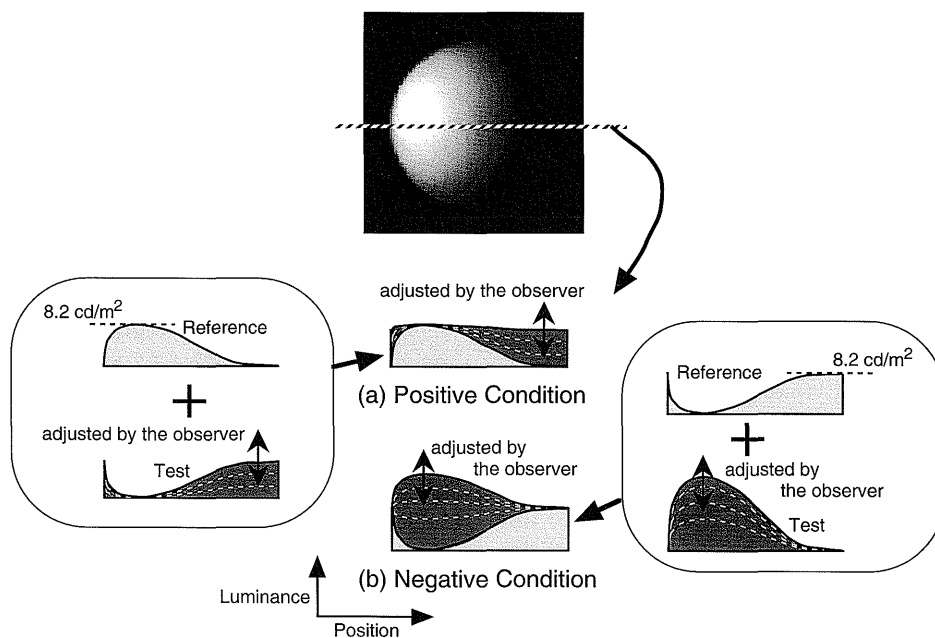 8.2 cd/m²
Reference
adjusted by the observer
Test
adjusted by the observer
(a) Positive Condition
adjusted by
the observer
(b) Negative Condition
8.2 cd/m²
Reference
adjusted by
the observer
Test
Luminance
Position